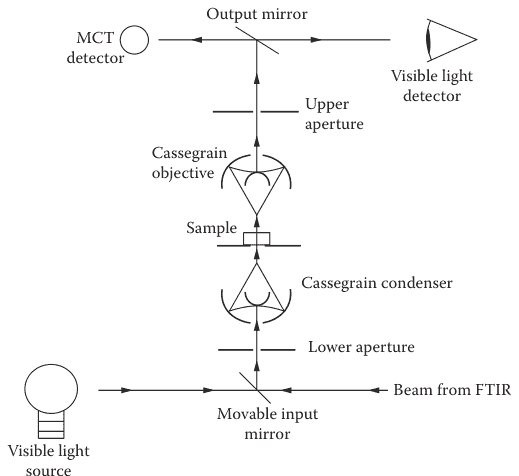 Output mirror
MCT
detector
Visible light
detector
Upper
aperture
Cassegrain
objective
Sample
Cassegrain condenser
Lower aperture
Beam from FTIR
Movable input
mirror
Visible light
source